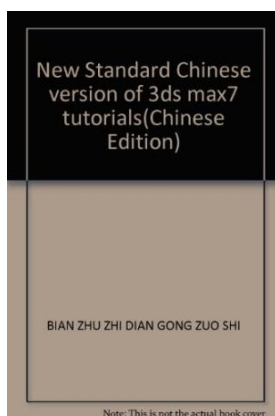 New Standard Chinese
version of 3ds max7
tutorials(Chinese
Edition)
BIAN ZHU ZHI DIAN GONG ZUO SHI
Note: This is not the actual book cover